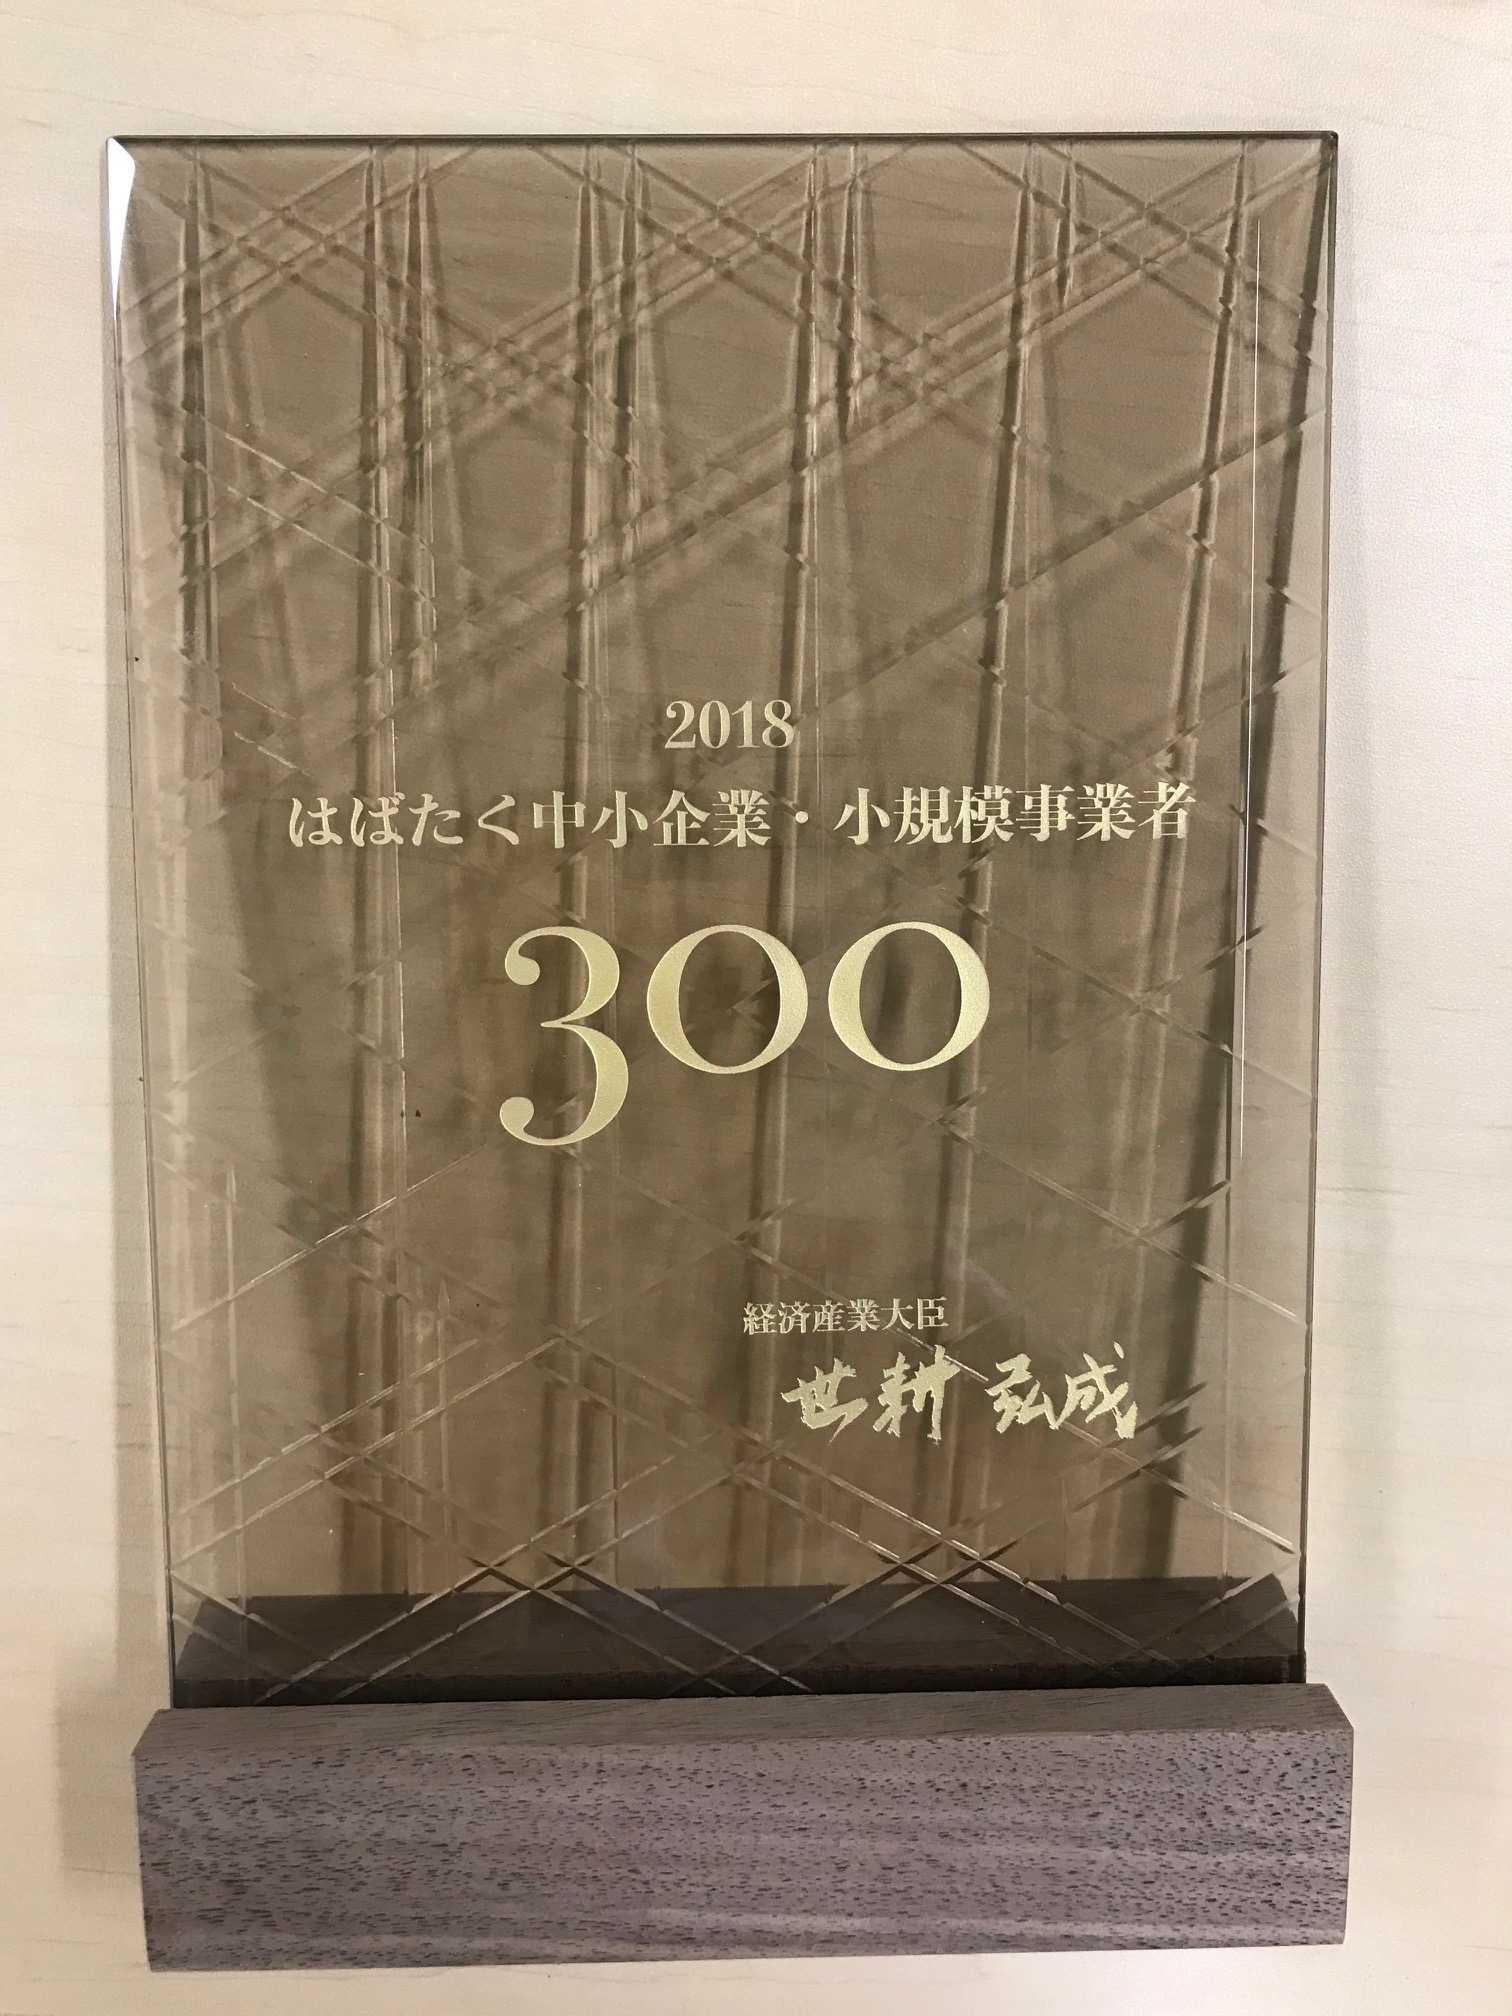 2018
はばたく中小企業・小規模事業者
300
経済産業大臣
世耕 弘成